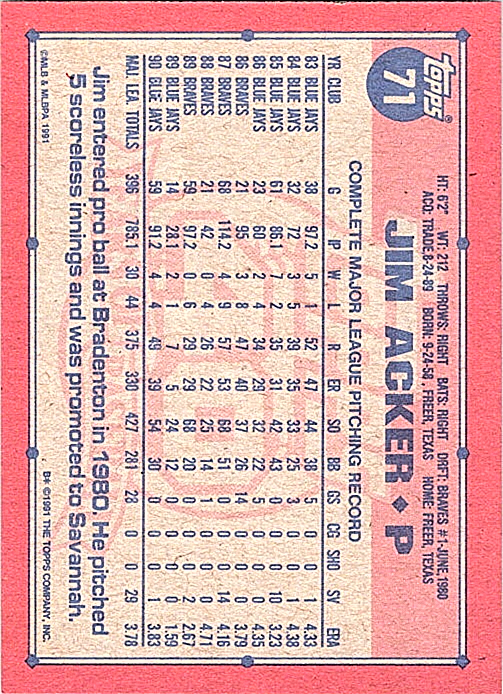 Topps®
71
JIM ACKER • P
HT: 6'2" WT: 212 THROWS: RIGHT BATS: RIGHT DRFT: BRAVES #1-JUNE, 1980
ACQ: TRADE, 8-24-89 BORN: 9-24-58, FREER, TEXAS HOME: FREER, TEXAS
COMPLETE MAJOR LEAGUE PITCHING RECORD
YR CLUB G IP W L R ER SO BB GS CG SHO SV ERA
83 BLUE JAYS 38 97.2 5 1 52 47 44 38 5 0 0 1 4.33
84 BLUE JAYS 32 72 3 5 39 35 33 25 3 0 0 1 4.38
85 BLUE JAYS 61 86.1 7 2 35 31 42 43 0 0 0 10 3.23
86 BLUE JAYS 23 60 2 4 34 29 32 22 5 0 0 0 4.35
86 BRAVES 21 95 3 8 47 40 37 26 14 0 0 0 3.79
87 BRAVES 68 114.2 4 9 57 53 68 51 0 0 0 14 4.16
88 BRAVES 21 42 0 4 26 22 25 14 1 0 0 0 4.71
89 BRAVES 59 97.2 0 6 29 29 68 20 0 0 0 2 2.67
89 BLUE JAYS 14 28.1 2 1 7 5 24 12 0 0 0 0 1.59
90 BLUE JAYS 59 91.2 4 4 49 39 54 30 0 0 0 1 3.83
MAJ. LEA. TOTALS 396 785.1 30 44 375 330 427 281 28 0 0 29 3.78
Jim entered pro ball at Bradenton in 1980. He pitched
5 scoreless innings and was promoted to Savannah.
©MLB & MLBPA 1991
B* ©1991 THE TOPPS COMPANY, INC.